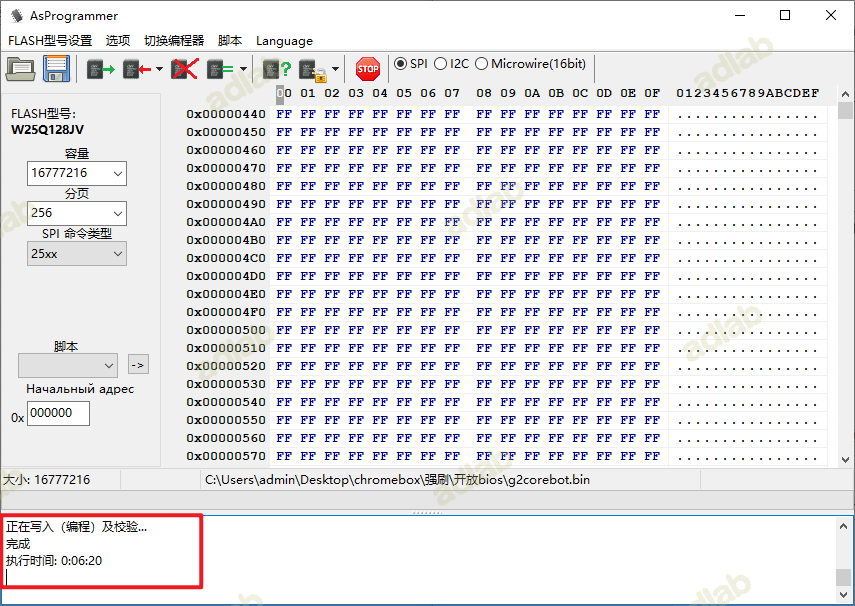 AsProgrammer
FLASH型号设置 选项 切换编程器 脚本 Language
STOP
SPI I2C Microwire(16bit)
FLASH型号:
W25Q128JV
容量
16777216
分页
256
SPI 命令类型
25xx
脚本
->
Начальный адрес
0x 000000
00 01 02 03 04 05 06 07 08 09 0A 0B 0C 0D 0E 0F 0123456789ABCDEF
0x00000440 FF FF FF FF FF FF FF FF FF FF FF FF FF FF FF FF ................
0x00000450 FF FF FF FF FF FF FF FF FF FF FF FF FF FF FF FF ................
0x00000460 FF FF FF FF FF FF FF FF FF FF FF FF FF FF FF FF ................
0x00000470 FF FF FF FF FF FF FF FF FF FF FF FF FF FF FF FF ................
0x00000480 FF FF FF FF FF FF FF FF FF FF FF FF FF FF FF FF ................
0x00000490 FF FF FF FF FF FF FF FF FF FF FF FF FF FF FF FF ................
0x000004A0 FF FF FF FF FF FF FF FF FF FF FF FF FF FF FF FF ................
0x000004B0 FF FF FF FF FF FF FF FF FF FF FF FF FF FF FF FF ................
0x000004C0 FF FF FF FF FF FF FF FF FF FF FF FF FF FF FF FF ................
0x000004D0 FF FF FF FF FF FF FF FF FF FF FF FF FF FF FF FF ................
0x000004E0 FF FF FF FF FF FF FF FF FF FF FF FF FF FF FF FF ................
0x000004F0 FF FF FF FF FF FF FF FF FF FF FF FF FF FF FF FF ................
0x00000500 FF FF FF FF FF FF FF FF FF FF FF FF FF FF FF FF ................
0x00000510 FF FF FF FF FF FF FF FF FF FF FF FF FF FF FF FF ................
0x00000520 FF FF FF FF FF FF FF FF FF FF FF FF FF FF FF FF ................
0x00000530 FF FF FF FF FF FF FF FF FF FF FF FF FF FF FF FF ................
0x00000540 FF FF FF FF FF FF FF FF FF FF FF FF FF FF FF FF ................
0x00000550 FF FF FF FF FF FF FF FF FF FF FF FF FF FF FF FF ................
0x00000560 FF FF FF FF FF FF FF FF FF FF FF FF FF FF FF FF ................
0x00000570 FF FF FF FF FF FF FF FF FF FF FF FF FF FF FF FF ................
大小: 16777216 C:\Users\admin\Desktop\chromebox\强刷\开放bios\g2corebot.bin
正在写入（编程）及校验...
完成
执行时间: 0:06:20
adlab
adlab
adlab
adlab
adlab
adlab
adlab
adlab